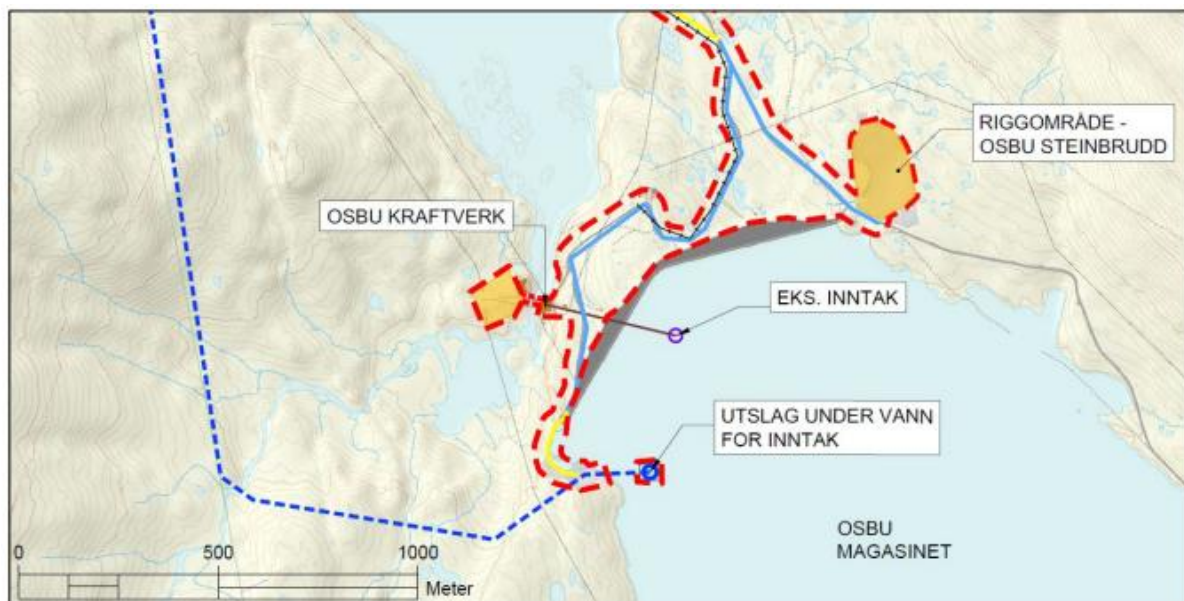 RIGGOMRÅDE -
OSBU STEINBRUDD
OSBU KRAFTVERK
EKS. INNTAK
UTSLAG UNDER VANN
FOR INNTAK
OSBU
MAGASINET
0 500 1000
Meter